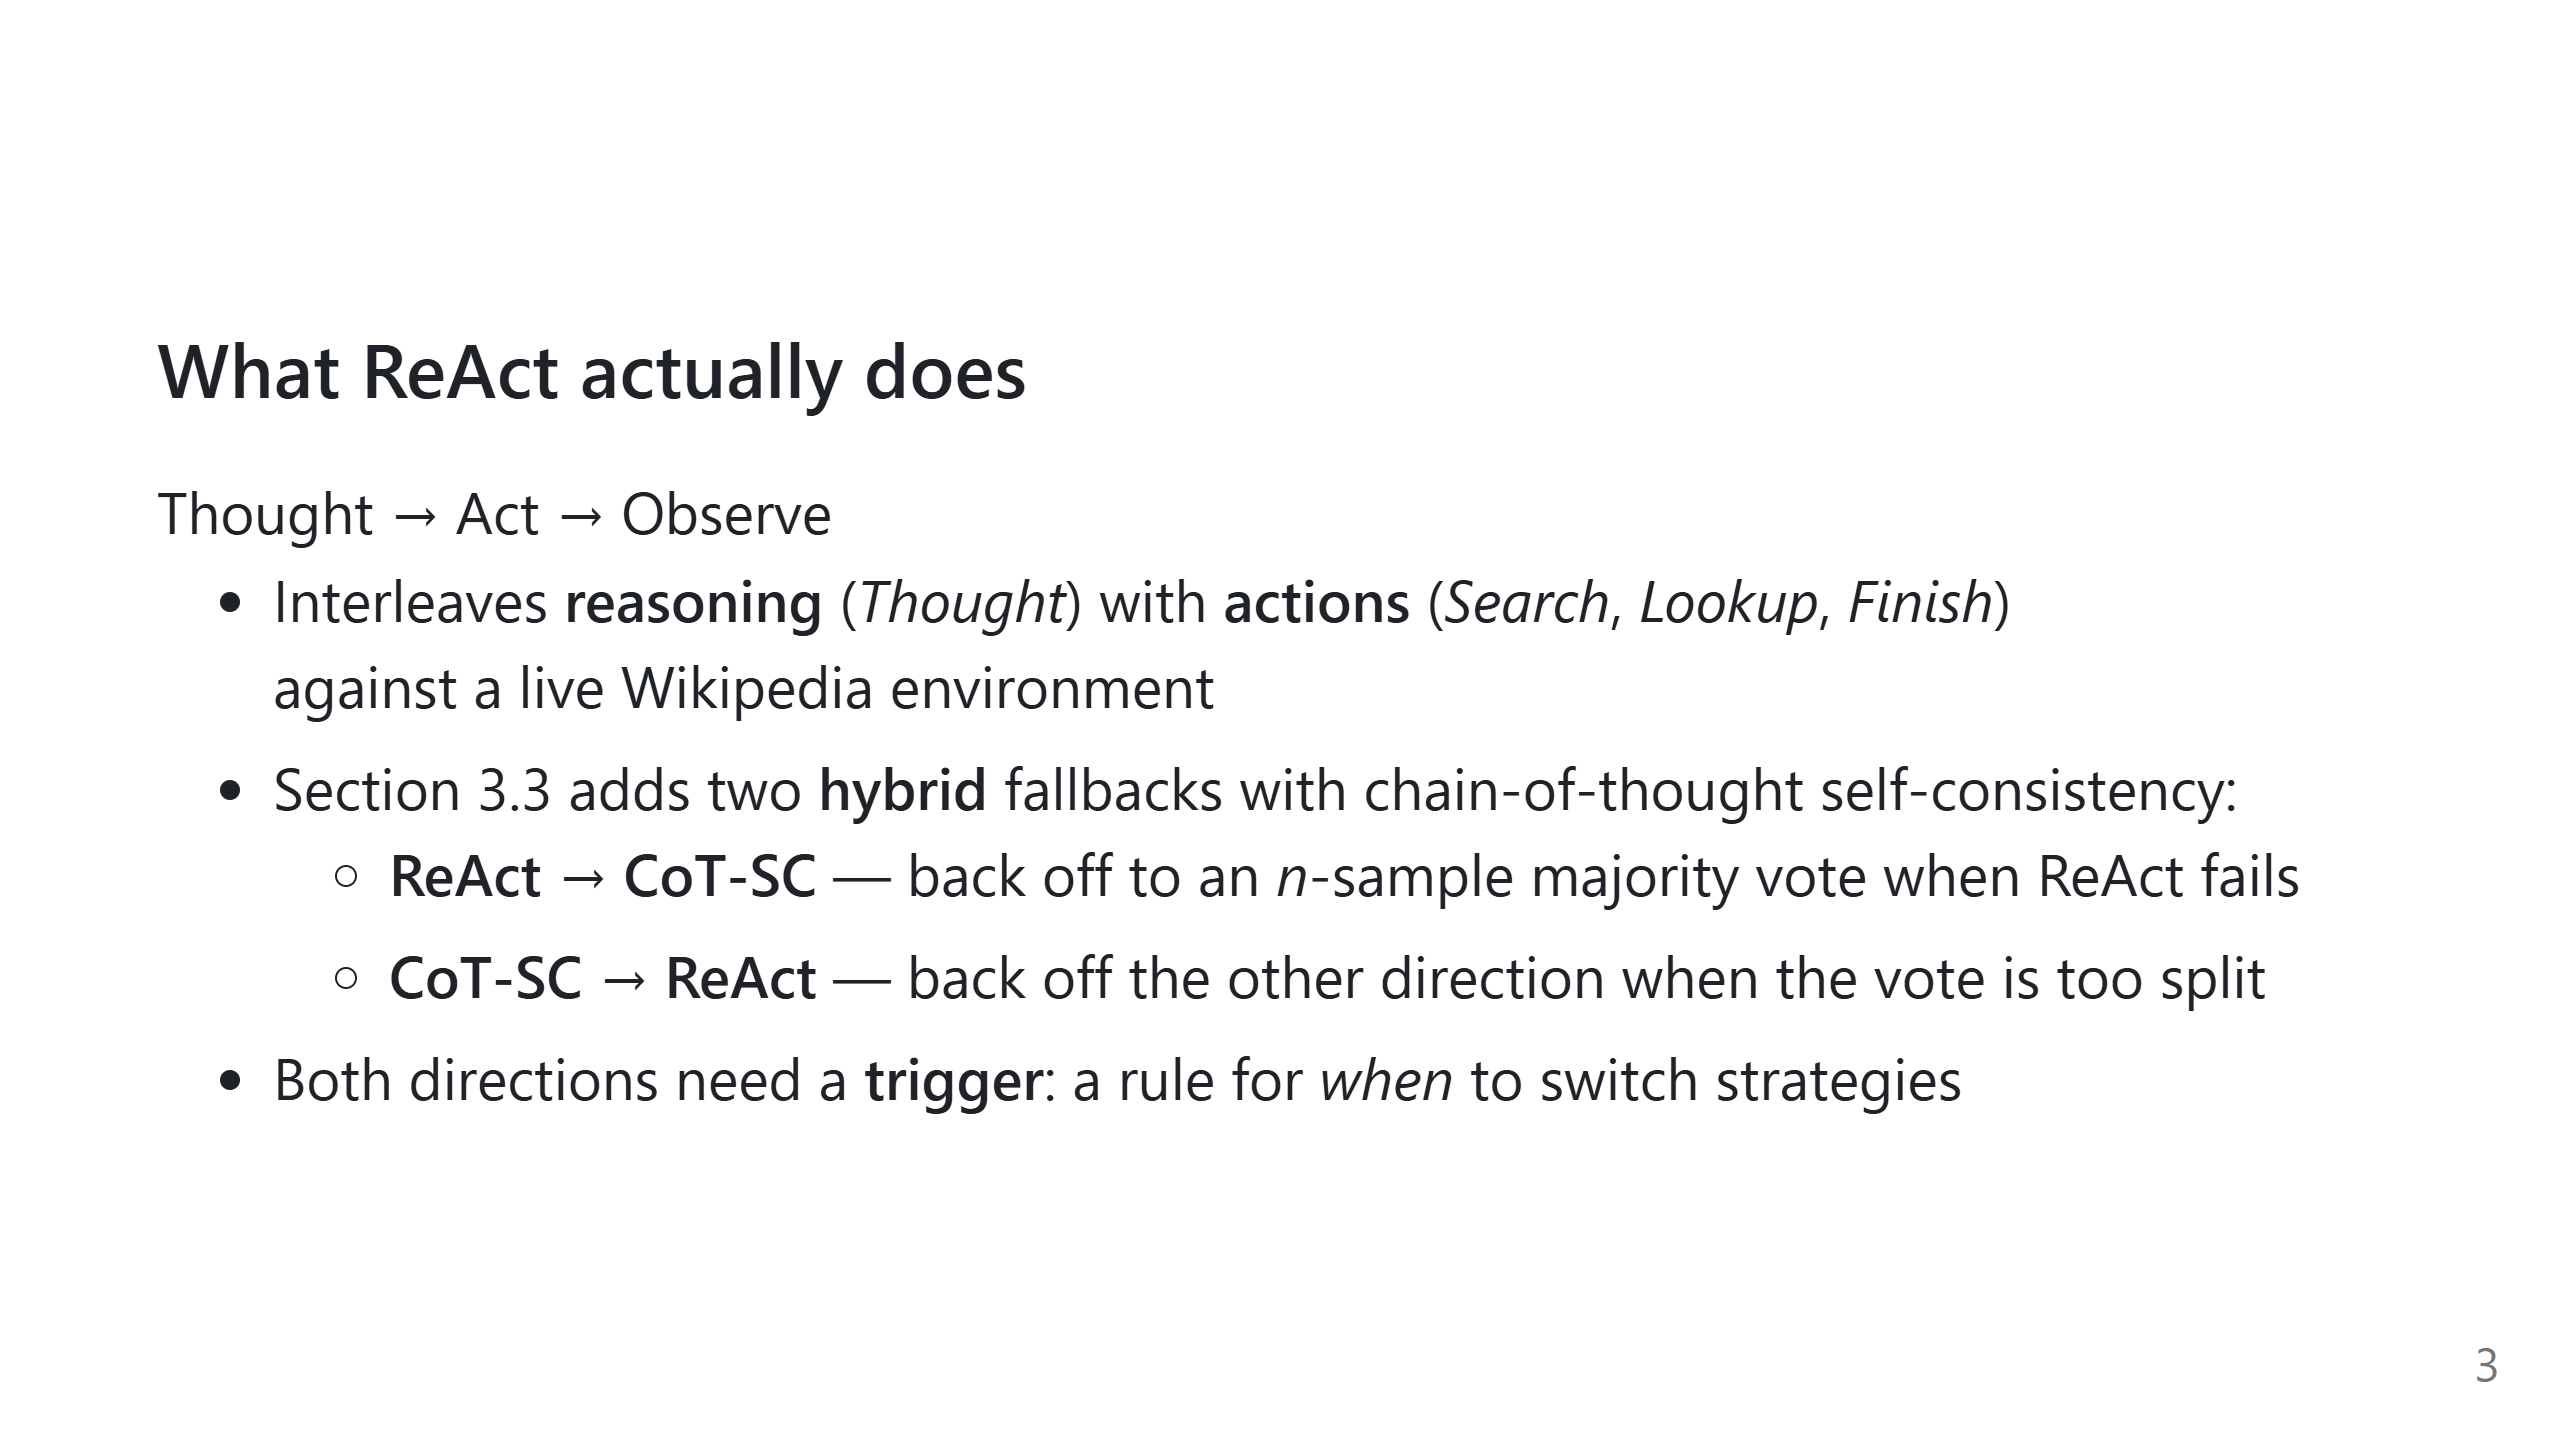 What ReAct actually does
Thought → Act → Observe
• Interleaves reasoning (Thought) with actions (Search, Lookup, Finish)
against a live Wikipedia environment
• Section 3.3 adds two hybrid fallbacks with chain-of-thought self-consistency:
○ ReAct → CoT-SC — back off to an n-sample majority vote when ReAct fails
○ CoT-SC → ReAct — back off the other direction when the vote is too split
• Both directions need a trigger: a rule for when to switch strategies
3